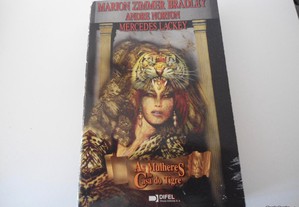 MARION ZIMMER BRADLEY
ANDRE NORTON
MERCEDES LACKEY
As Mulheres
Casa do Tigre
DIFEL